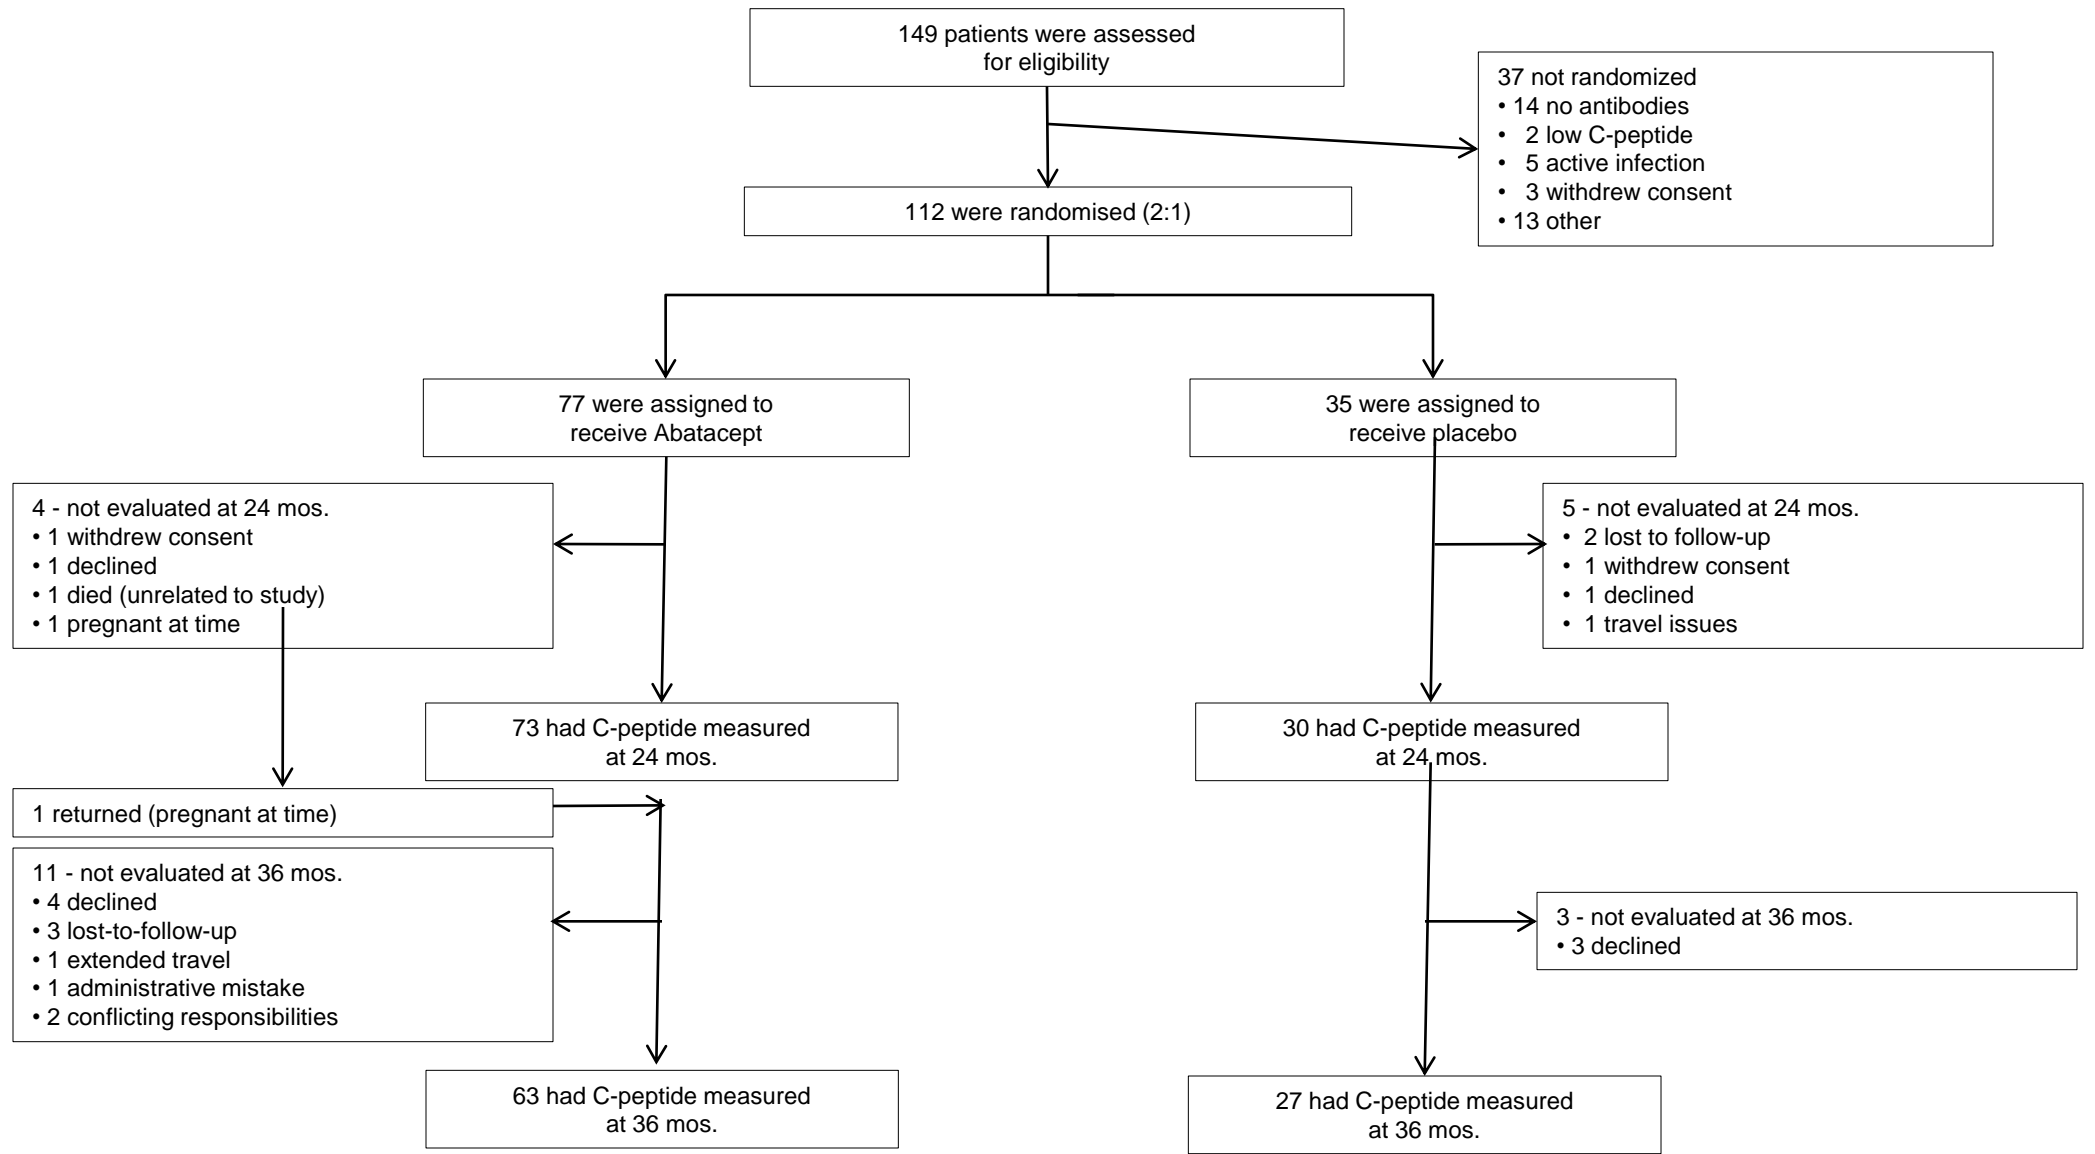 149 patients were assessed
for eligibility
37 not randomized
• 14 no antibodies
• 2 low C-peptide
• 5 active infection
• 3 withdrew consent
• 13 other
112 were randomised (2:1)
77 were assigned to
receive Abatacept
35 were assigned to
receive placebo
4 - not evaluated at 24 mos.
• 1 withdrew consent
• 1 declined
• 1 died (unrelated to study)
• 1 pregnant at time
5 - not evaluated at 24 mos.
• 2 lost to follow-up
• 1 withdrew consent
• 1 declined
• 1 travel issues
73 had C-peptide measured
at 24 mos.
30 had C-peptide measured
at 24 mos.
1 returned (pregnant at time)
11 - not evaluated at 36 mos.
• 4 declined
• 3 lost-to-follow-up
• 1 extended travel
• 1 administrative mistake
• 2 conflicting responsibilities
3 - not evaluated at 36 mos.
• 3 declined
63 had C-peptide measured
at 36 mos.
27 had C-peptide measured
at 36 mos.